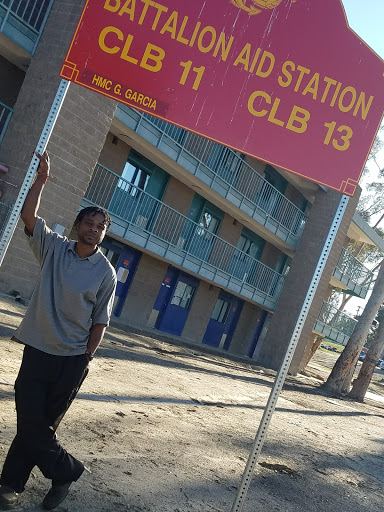 BATTALION AID STATION
CLB 11 CLB 13
HMC G. GARCIA